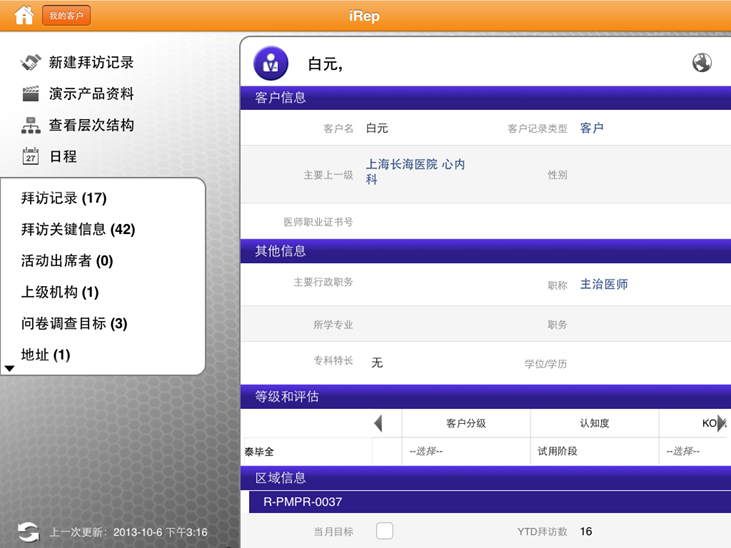 我的客户
iRep
新建拜访记录
演示产品资料
查看层次结构
27
日程
拜访记录 (17)
拜访关键信息 (42)
活动出席者 (0)
上级机构 (1)
问卷调查目标 (3)
地址 (1)
上一次更新： 2013-10-6 下午3:16
白元,
客户信息
客户名 白元 客户记录类型 客户
主要上一级 上海长海医院 心内
科
性别
医师职业证书号
其他信息
主要行政职务 职称 主治医师
所学专业 职务
专科特长 无 学位/学历
等级和评估
客户分级 认知度 KO
泰毕全 --选择-- 试用阶段 --选择--
区域信息
R-PMPR-0037
当月目标 YTD拜访数 16